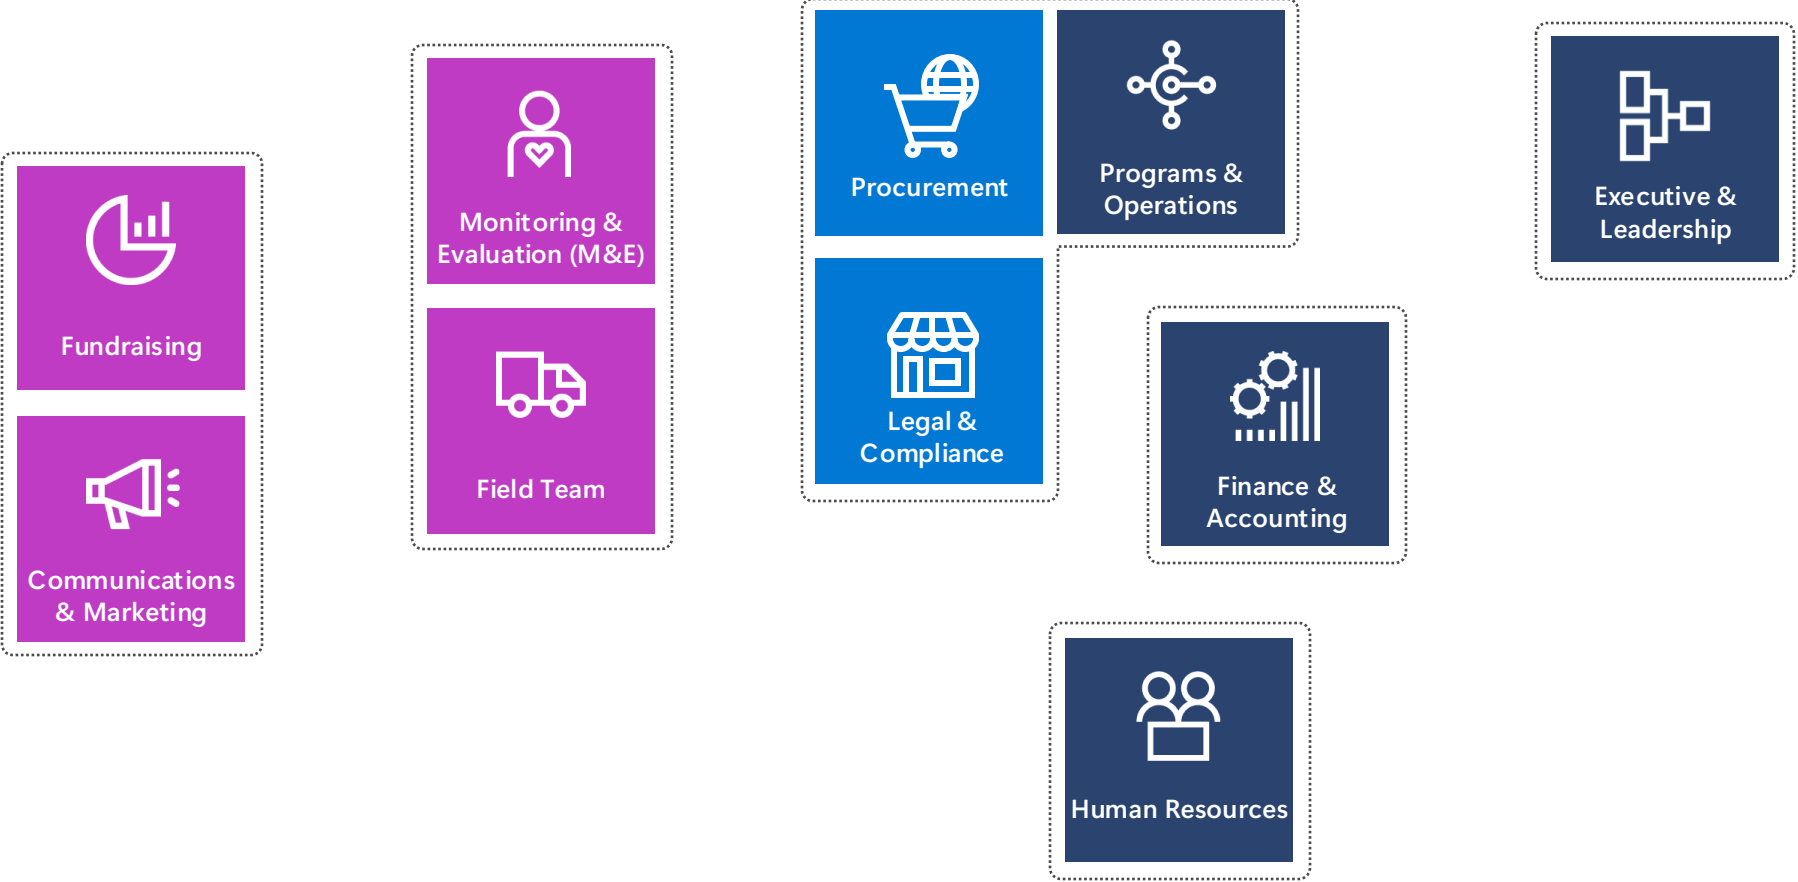 Fundraising
Communications
& Marketing
Monitoring &
Evaluation (M&E)
Field Team
Procurement
Programs &
Operations
Legal &
Compliance
Finance &
Accounting
Human Resources
Executive &
Leadership